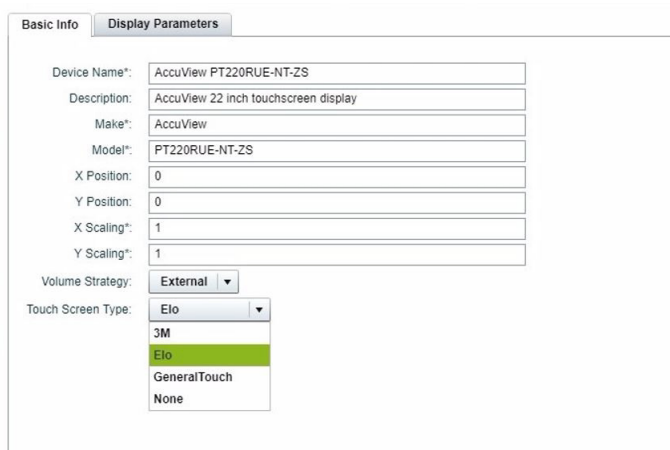 Basic Info Display Parameters
Device Name*: AccuView PT220RUE-NT-ZS
Description: AccuView 22 inch touchscreen display
Make*: AccuView
Model*: PT220RUE-NT-ZS
X Position: 0
Y Position: 0
X Scaling*: 1
Y Scaling*: 1
Volume Strategy: External
Touch Screen Type: Elo
3M
Elo
GeneralTouch
None